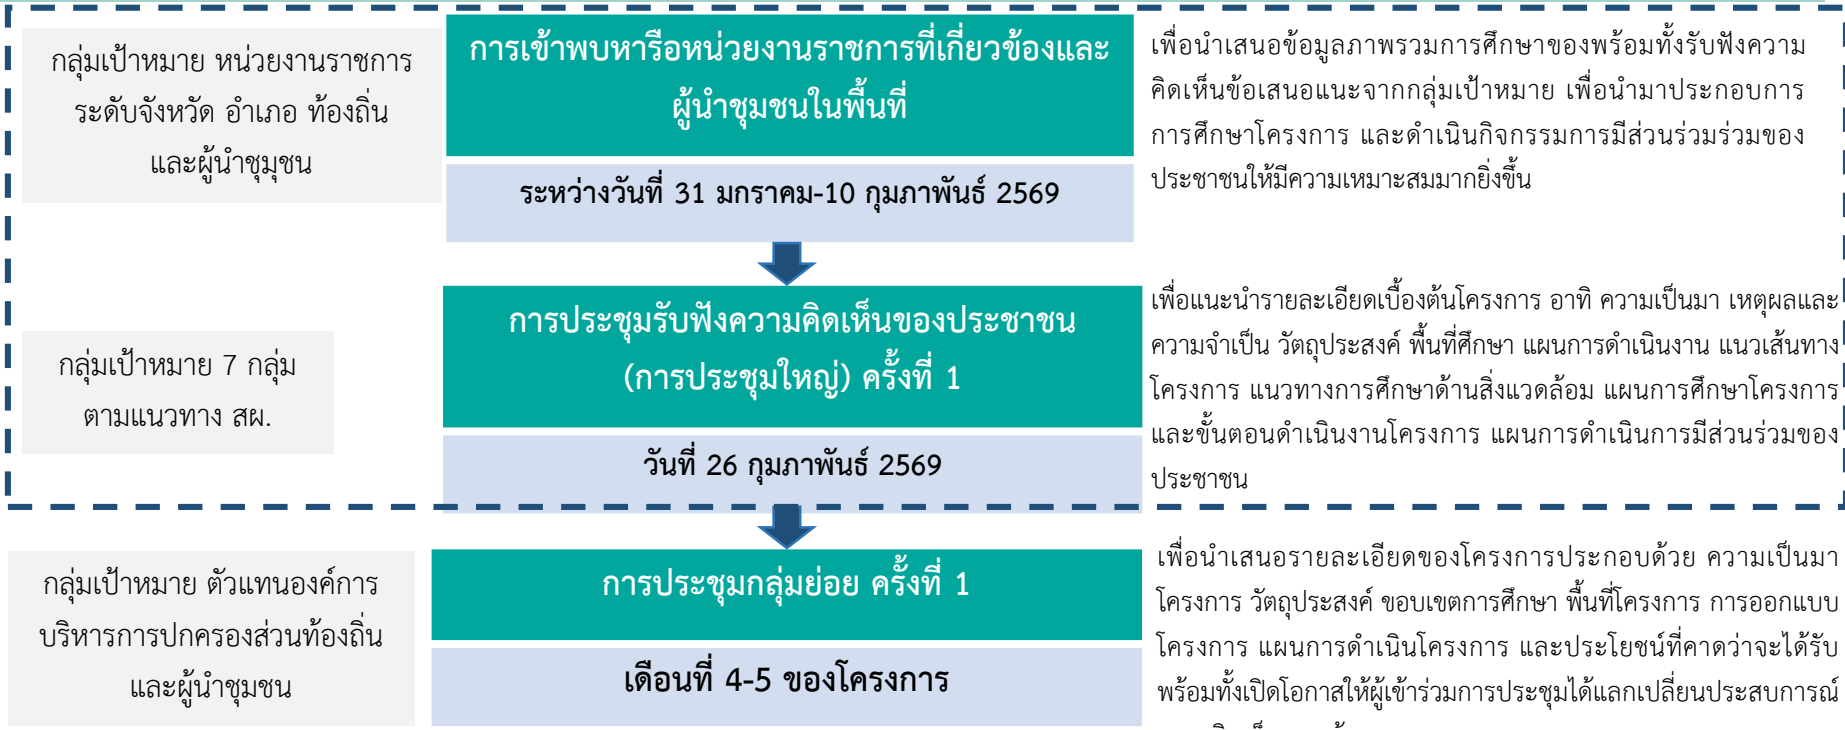 กลุ่มเป้าหมาย หน่วยงานราชการ
ระดับจังหวัด อำเภอ ท้องถิ่น
และผู้นำชุมชน
การเข้าพบหารือหน่วยงานราชการที่เกี่ยวข้องและ
ผู้นำชุมชนในพื้นที่
ระหว่างวันที่ 31 มกราคม-10 กุมภาพันธ์ 2569
เพื่อนำเสนอข้อมูลภาพรวมการศึกษาของพร้อมทั้งรับฟังความ
คิดเห็นข้อเสนอแนะจากกลุ่มเป้าหมาย เพื่อนำมาประกอบการ
การศึกษาโครงการ และดำเนินกิจกรรมการมีส่วนร่วมร่วมของ
ประชาชนให้มีความเหมาะสมมากยิ่งขึ้น
กลุ่มเป้าหมาย 7 กลุ่ม
ตามแนวทาง สผ.
การประชุมรับฟังความคิดเห็นของประชาชน
(การประชุมใหญ่) ครั้งที่ 1
วันที่ 26 กุมภาพันธ์ 2569
เพื่อแนะนำรายละเอียดเบื้องต้นโครงการ อาทิ ความเป็นมา เหตุผลและ
ความจำเป็น วัตถุประสงค์ พื้นที่ศึกษา แผนการดำเนินงาน แนวเส้นทาง
โครงการ แนวทางการศึกษาด้านสิ่งแวดล้อม แผนการศึกษาโครงการ
และขั้นตอนดำเนินงานโครงการ แผนการดำเนินการมีส่วนร่วมของ
ประชาชน
กลุ่มเป้าหมาย ตัวแทนองค์การ
บริหารการปกครองส่วนท้องถิ่น
และผู้นำชุมชน
การประชุมกลุ่มย่อย ครั้งที่ 1
เดือนที่ 4-5 ของโครงการ
เพื่อนำเสนอรายละเอียดของโครงการประกอบด้วย ความเป็นมา
โครงการ วัตถุประสงค์ ขอบเขตการศึกษา พื้นที่โครงการ การออกแบบ
โครงการ แผนการดำเนินโครงการ และประโยชน์ที่คาดว่าจะได้รับ
พร้อมทั้งเปิดโอกาสให้ผู้เข้าร่วมการประชุมได้แลกเปลี่ยนประสบการณ์